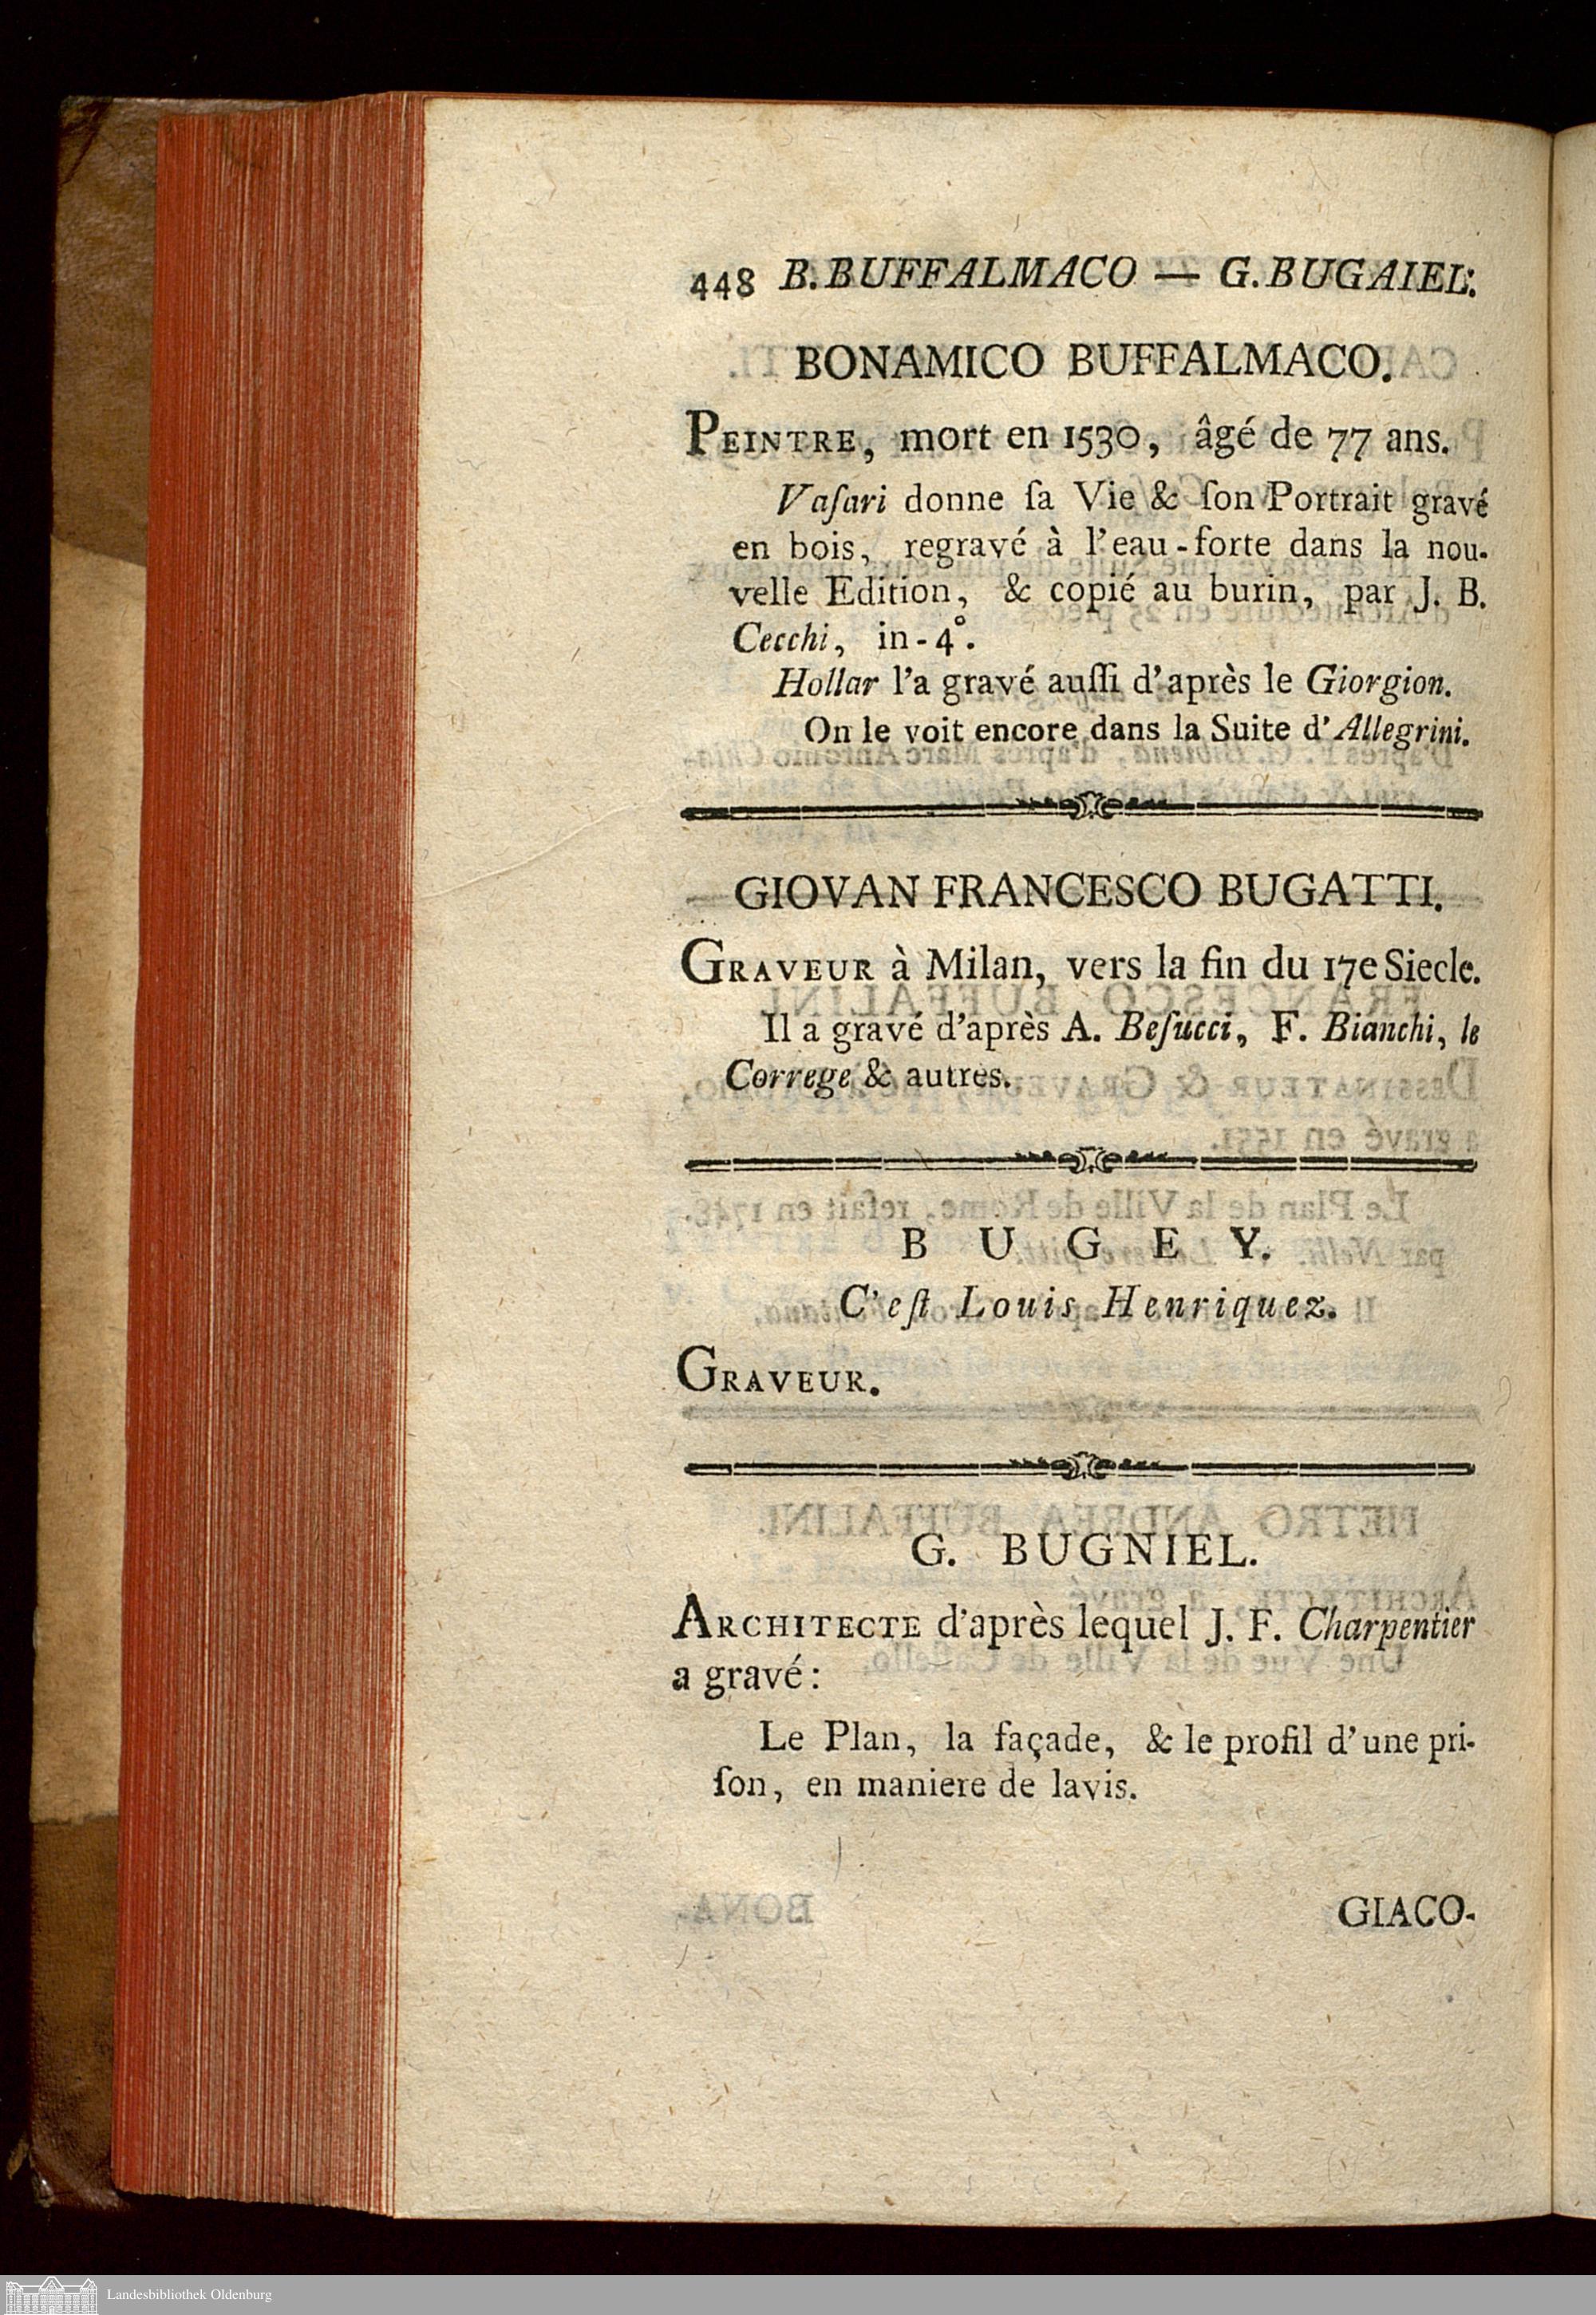 448 B. BUFFALMACO — G. BUGAIEL.
BONAMICO BUFFALMACO.
PEINTRE, mort en 1530, âgé de 77 ans.
Vaſari donne ſa Vie & ſon Portrait gravé
en bois, regravé à l'eau-forte dans la nou-
velle Edition, & copié au burin, par J. B.
Cecchi, in-4°.
Hollar l'a gravé auſſi d'après le Giorgion.
On le voit encore dans la Suite d'Allegrini.
GIOVAN FRANCESCO BUGATTI.
GRAVEUR à Milan, vers la fin du 17e Siecle.
Il a gravé d'après A. Beſucci, F. Bianchi, le
Correge & autres.
BUGEY.
C'eſt Louis Henriquez.
GRAVEUR.
G. BUGNIEL.
ARCHITECTE d'après lequel J. F. Charpentier
a gravé:
Le Plan, la façade, & le profil d'une pri-
ſon, en maniere de lavis.
GIACO-
Landesbibliothek Oldenburg